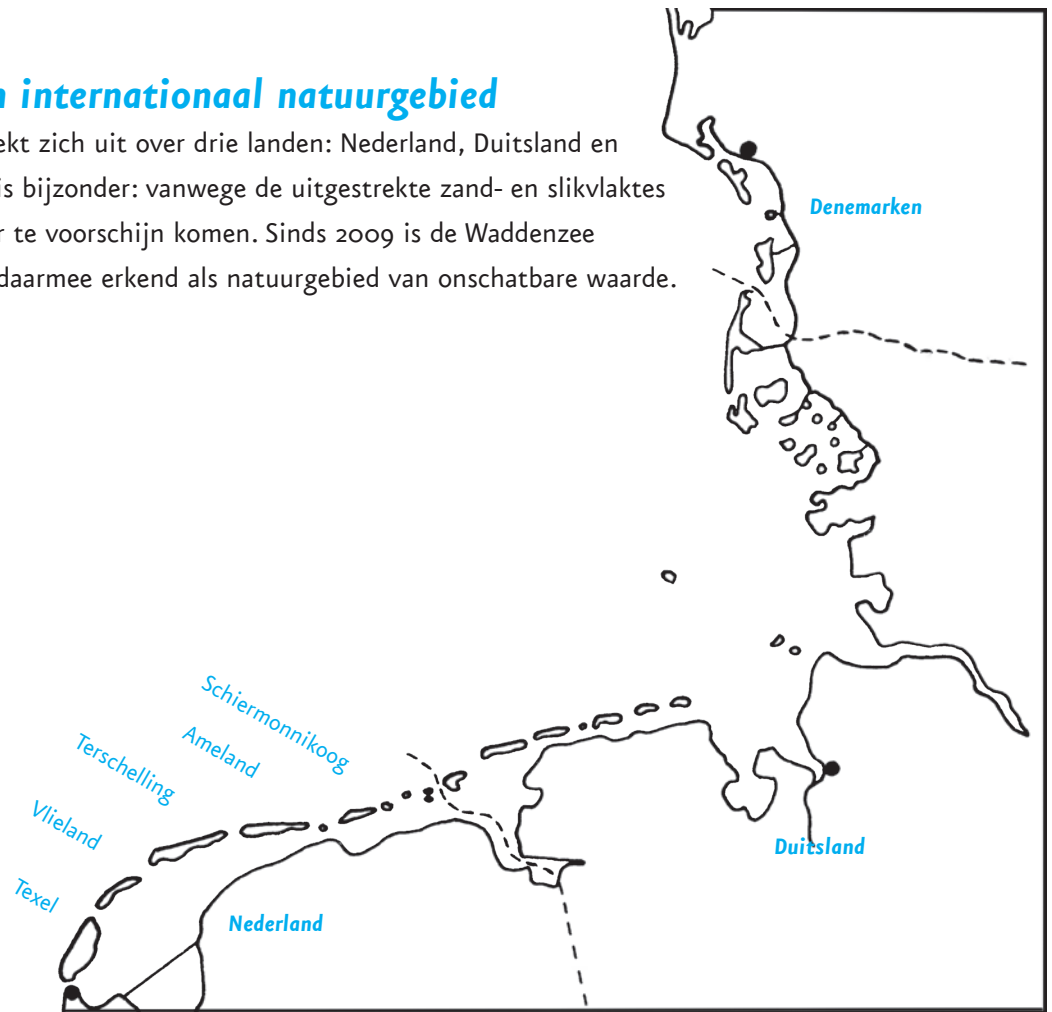 n internationaal natuurgebied
ekt zich uit over drie landen: Nederland, Duitsland en
is bijzonder: vanwege de uitgestrekte zand- en slikvlaktes
r te voorschijn komen. Sinds 2009 is de Waddenzee
daarmee erkend als natuurgebied van onschatbare waarde.
Denemarken
Schiermonnikoog
Ameland
Terschelling
Vlieland
Texel
Nederland
Duitsland